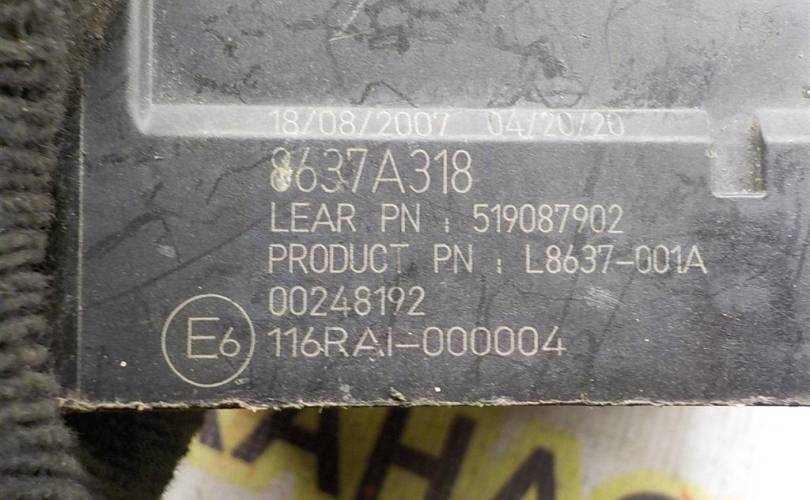 18/08/2007 04/20/20
8637A318
LEAR PN : 519087902
PRODUCT PN : L8637-001A
00248192
E6 116RAI-000004